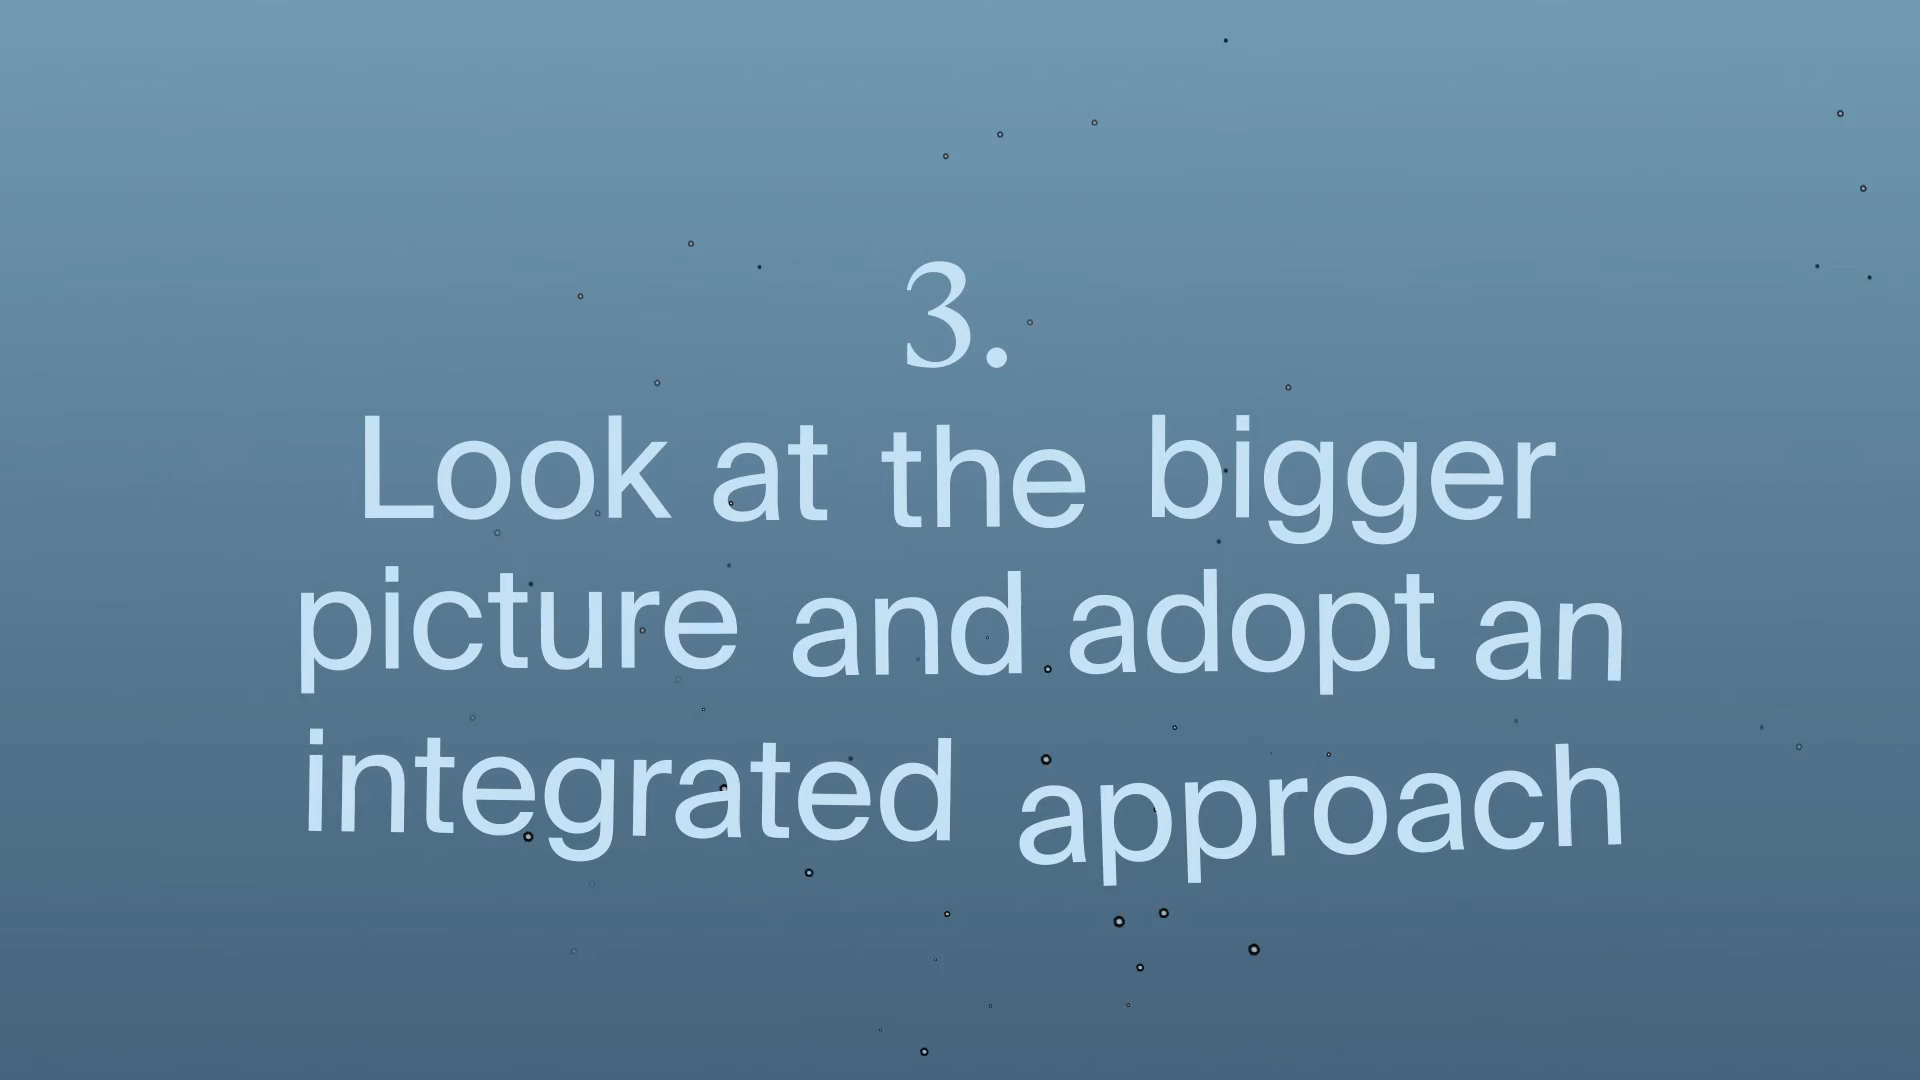 3.
Look at the bigger
picture and adopt an
integrated approach